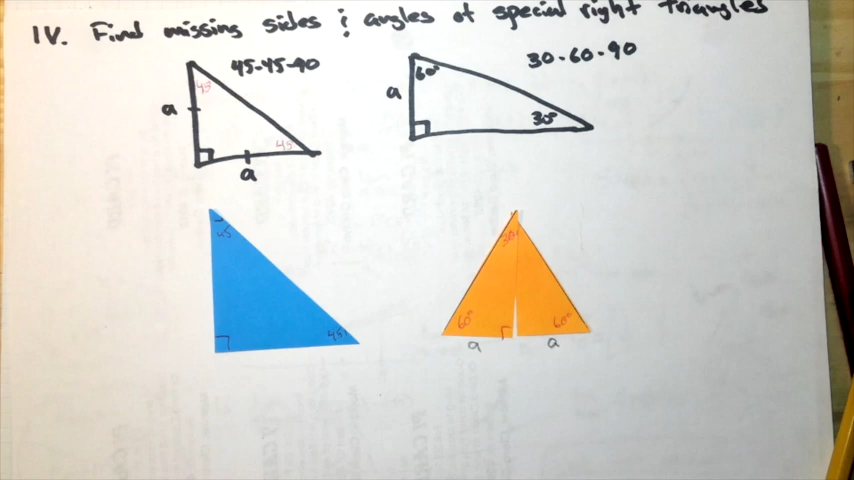 IV. Find missing sides & angles of special right triangles
45-45-90
30-60-90
45
60°
a
a
30°
45
a
45
30
45
60°
60°
a
a